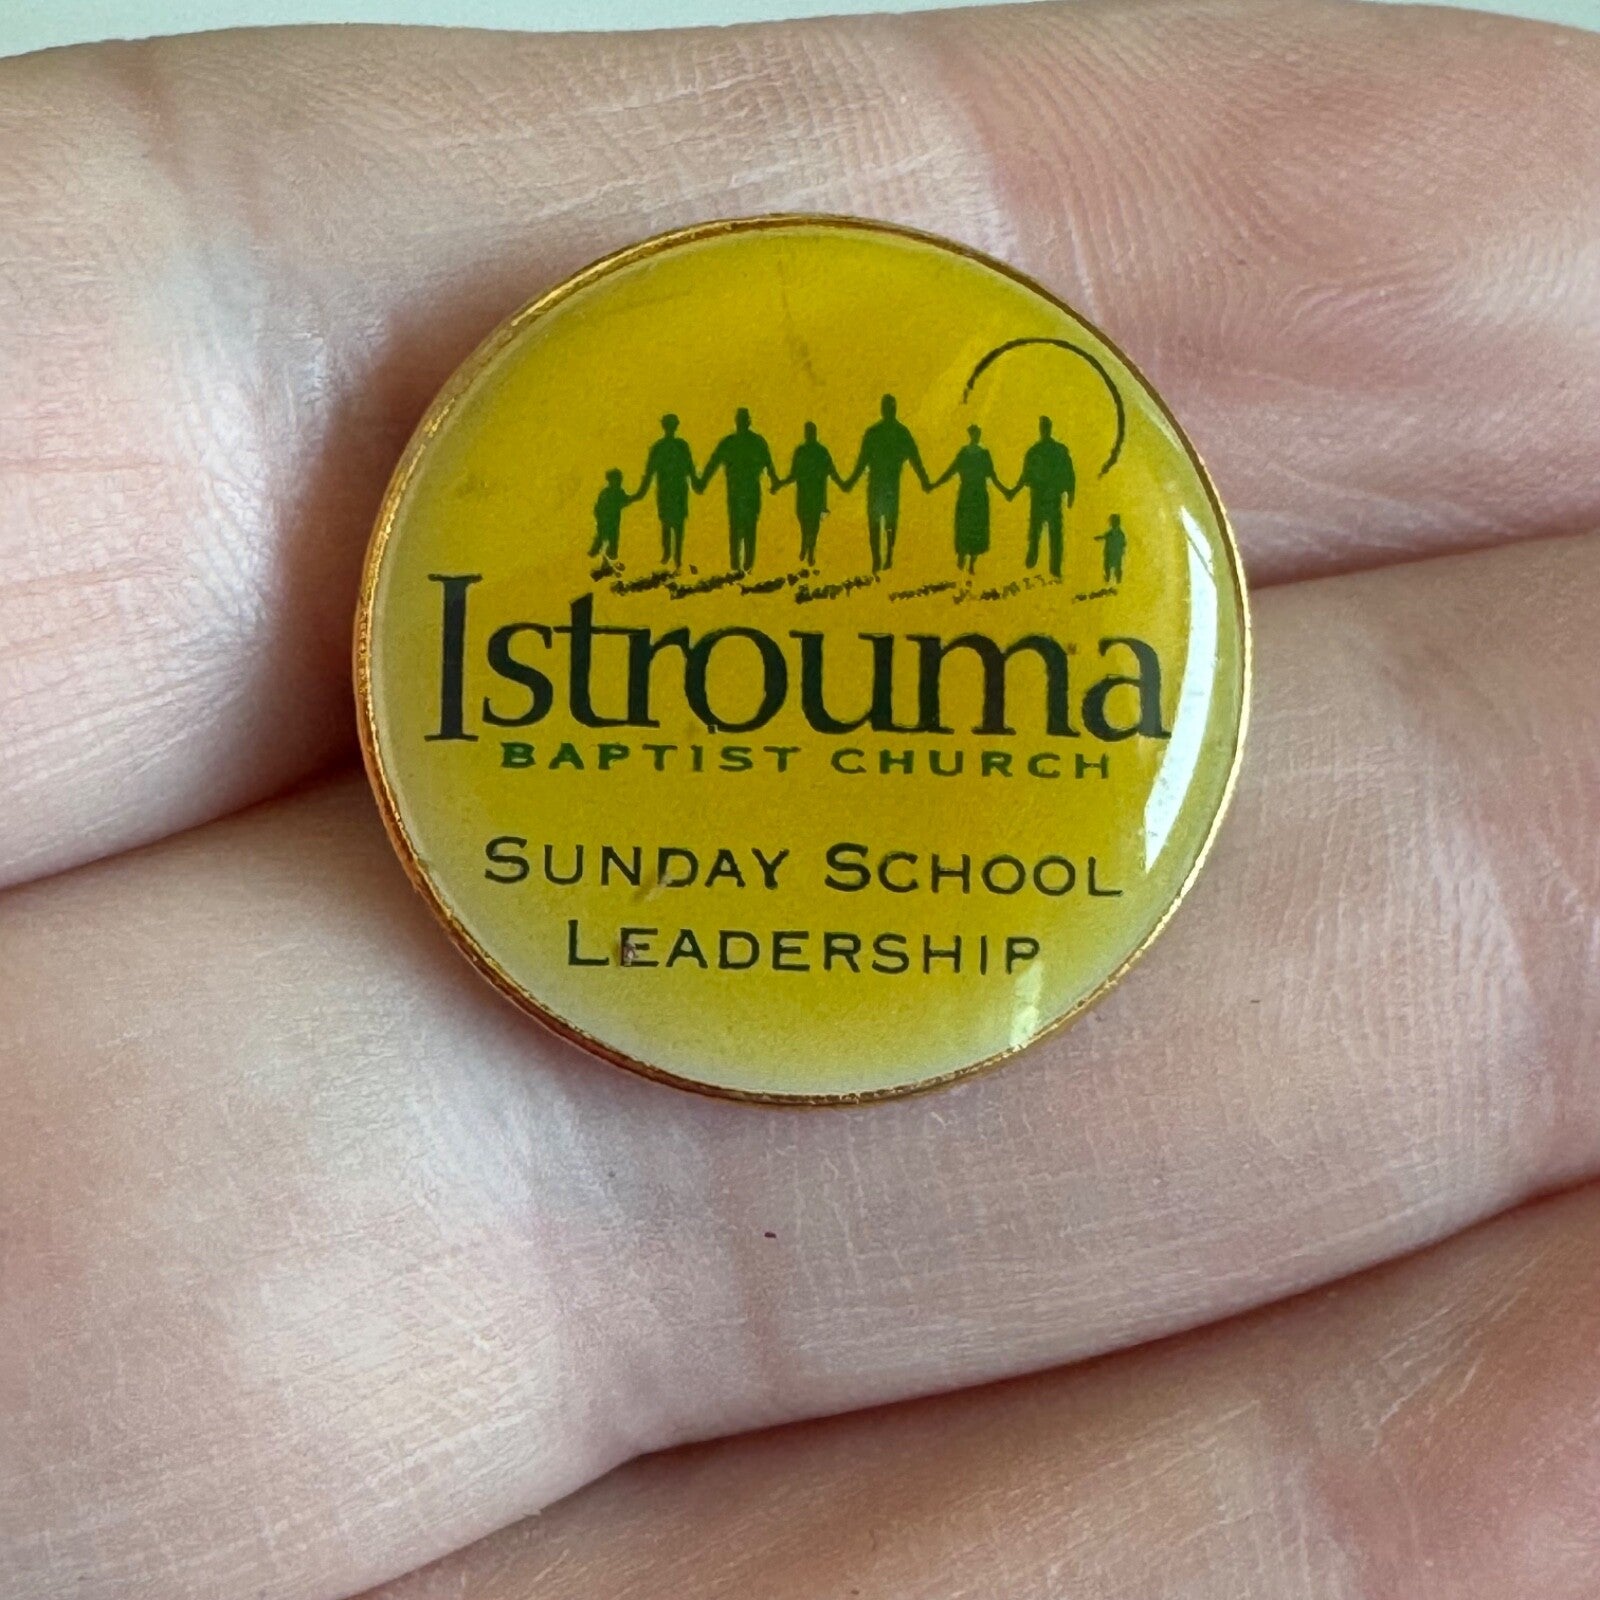 Istrouma
BAPTIST CHURCH
SUNDAY SCHOOL
LEADERSHIP